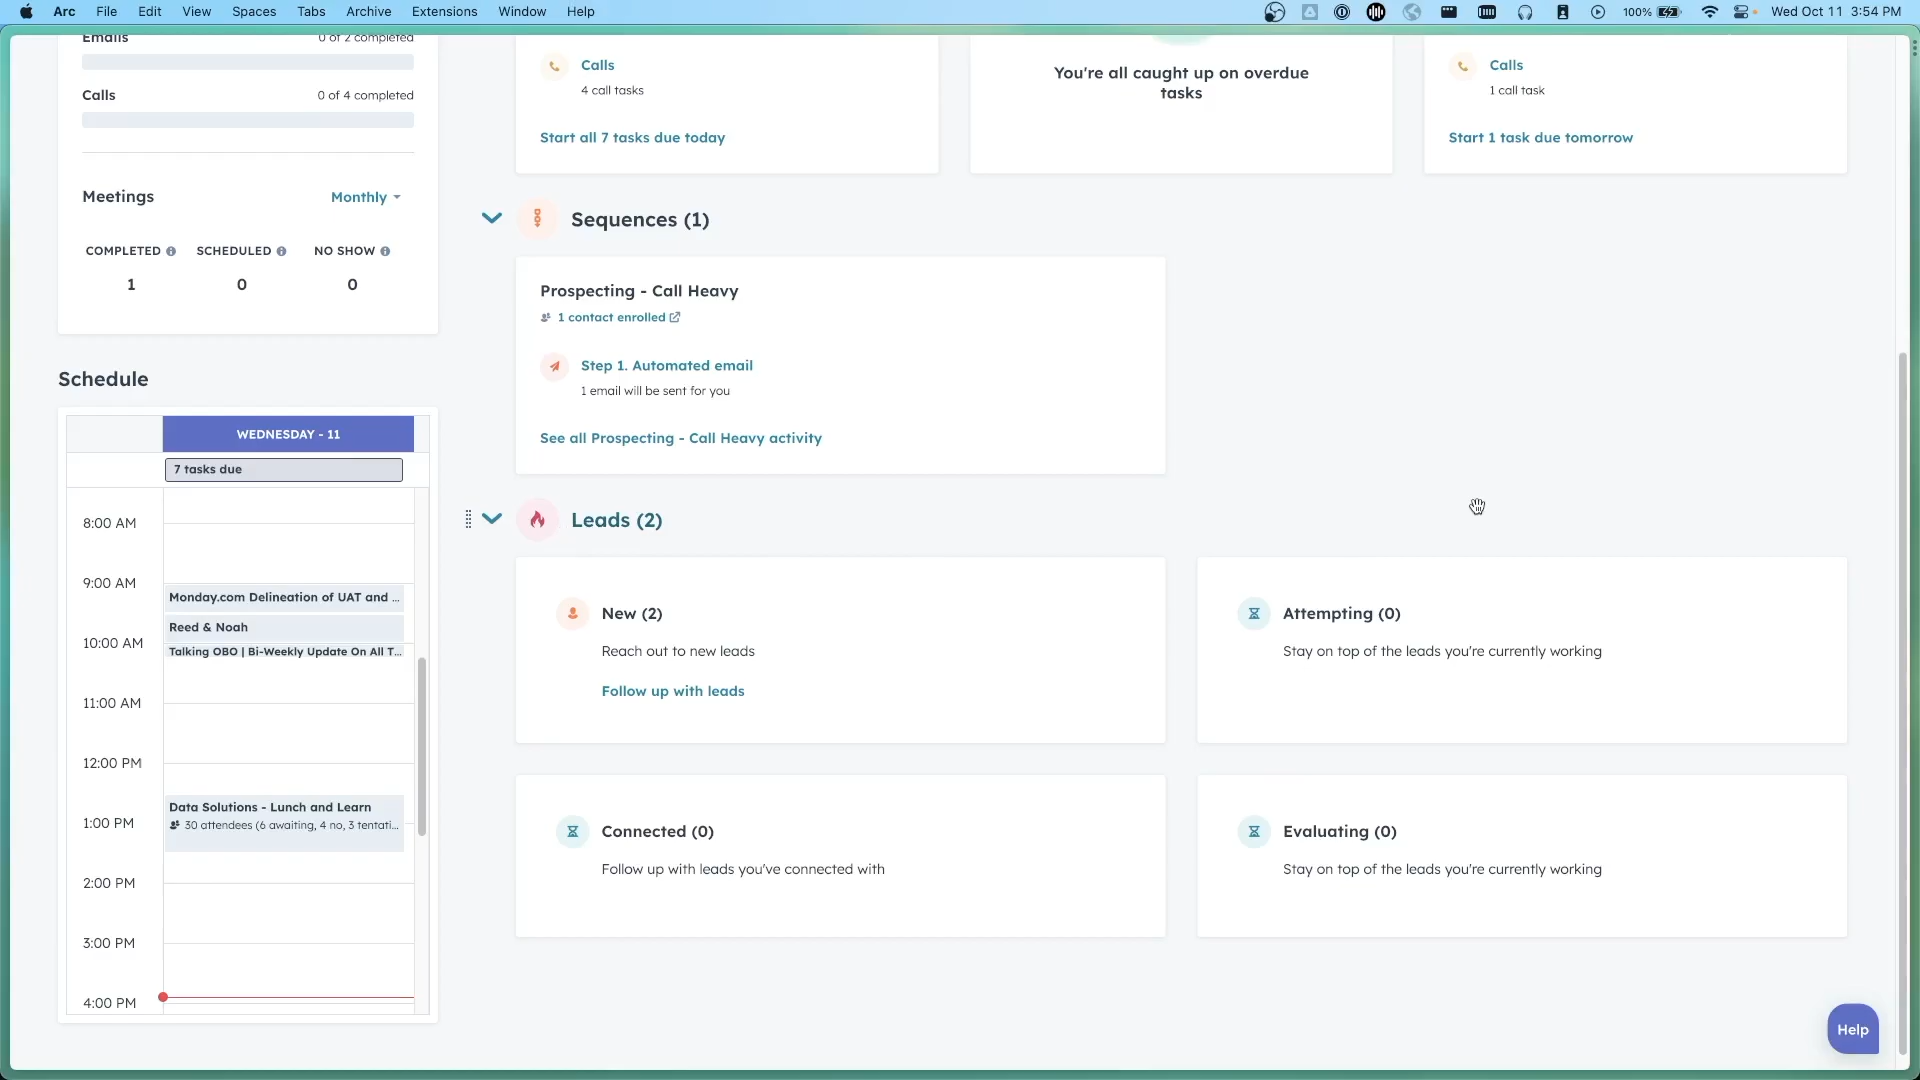 Arc File Edit View Spaces Tabs Archive Extensions Window Help 100% Wed Oct 11 3:54 PM
Emails 0 of 2 completed
Calls 0 of 4 completed
Meetings Monthly
COMPLETED SCHEDULED NO SHOW
1 0 0
Schedule
WEDNESDAY - 11
7 tasks due
8:00 AM
9:00 AM
Monday.com Delineation of UAT and ...
Reed & Noah
10:00 AM
Talking OBO | Bi-Weekly Update On All T...
11:00 AM
12:00 PM
Data Solutions - Lunch and Learn
1:00 PM
30 attendees (6 awaiting, 4 no, 3 tentati...
2:00 PM
3:00 PM
4:00 PM
Calls
4 call tasks
Start all 7 tasks due today
You're all caught up on overdue
tasks
Calls
1 call task
Start 1 task due tomorrow
Sequences (1)
Prospecting - Call Heavy
1 contact enrolled
Step 1. Automated email
1 email will be sent for you
See all Prospecting - Call Heavy activity
Leads (2)
New (2)
Reach out to new leads
Follow up with leads
Attempting (0)
Stay on top of the leads you're currently working
Connected (0)
Follow up with leads you've connected with
Evaluating (0)
Stay on top of the leads you're currently working
Help